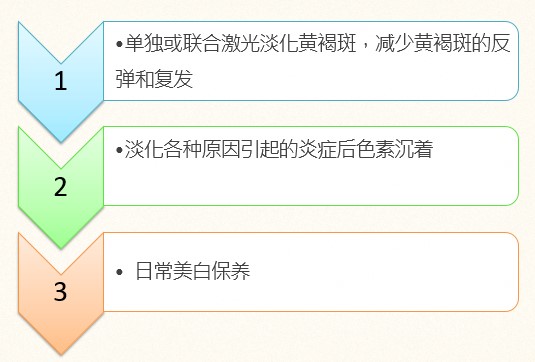 1
•单独或联合激光淡化黄褐斑，减少黄褐斑的反
弹和复发
2
•淡化各种原因引起的炎症后色素沉着
3
• 日常美白保养